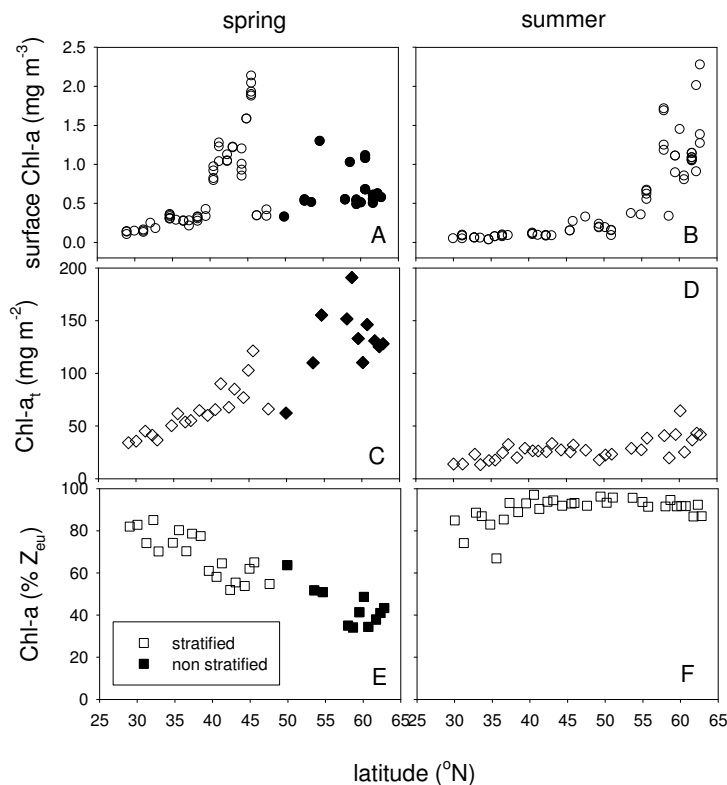 spring summer
surface Chl-a (mg m-3)
2.5
2.0
1.5
1.0
0.5
0.0
A
B
Chl-at (mg m-2)
200
150
100
50
0
C
D
Chl-a (% Zeu)
100
80
60
40
20
0
stratified
non stratified
E
F
25 30 35 40 45 50 55 60 65 25 30 35 40 45 50 55 60 65
latitude (oN)